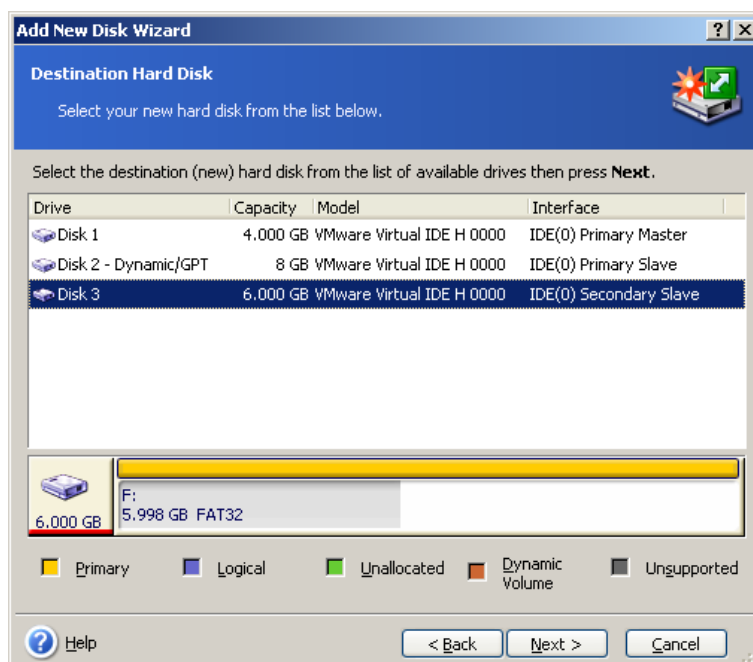 Add New Disk Wizard
Destination Hard Disk
Select your new hard disk from the list below.
Select the destination (new) hard disk from the list of available drives then press Next.
Drive Capacity Model Interface
Disk 1 4.000 GB VMware Virtual IDE H 0000 IDE(0) Primary Master
Disk 2 - Dynamic/GPT 8 GB VMware Virtual IDE H 0000 IDE(0) Primary Slave
Disk 3 6.000 GB VMware Virtual IDE H 0000 IDE(0) Secondary Slave
F:
6.000 GB 5.998 GB FAT32
Primary Logical Unallocated Dynamic Volume Unsupported
Help < Back Next > Cancel